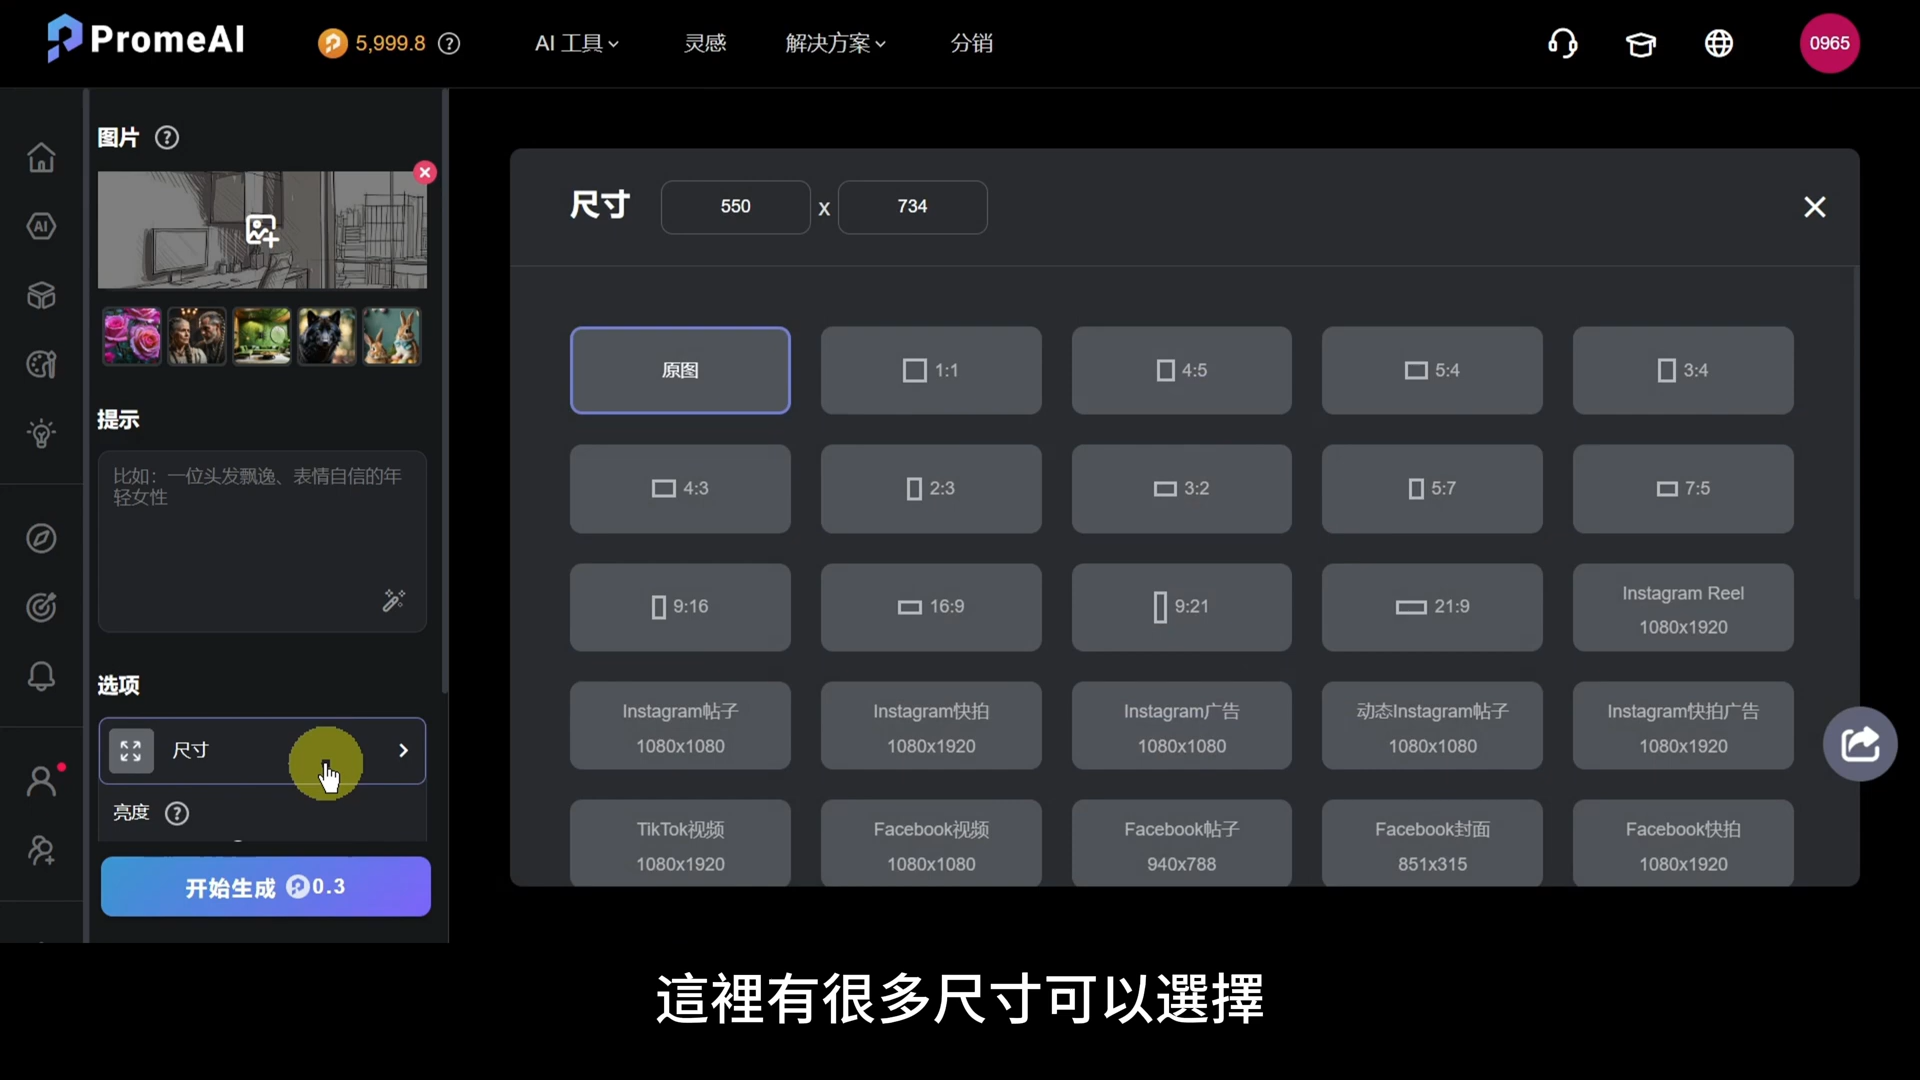 PromeAI
5,999.8
AI 工具
灵感
解决方案
分销
0965
图片
提示
比如：一位头发飘逸、表情自信的年
轻女性
选项
尺寸
亮度
开始生成 0.3
尺寸
550
x
734
原图
1:1
4:5
5:4
3:4
4:3
2:3
3:2
5:7
7:5
9:16
16:9
9:21
21:9
Instagram Reel
1080x1920
Instagram帖子
1080x1080
Instagram快拍
1080x1920
Instagram广告
1080x1080
动态Instagram帖子
1080x1080
Instagram快拍广告
1080x1920
TikTok视频
1080x1920
Facebook视频
1080x1080
Facebook帖子
940x788
Facebook封面
851x315
Facebook快拍
1080x1920
這裡有很多尺寸可以選擇